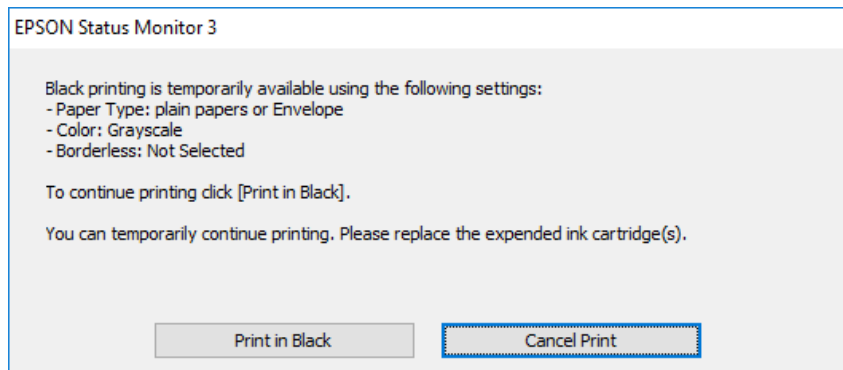 EPSON Status Monitor 3
Black printing is temporarily available using the following settings:
- Paper Type: plain papers or Envelope
- Color: Grayscale
- Borderless: Not Selected
To continue printing click [Print in Black].
You can temporarily continue printing. Please replace the expended ink cartridge(s).
Print in Black
Cancel Print